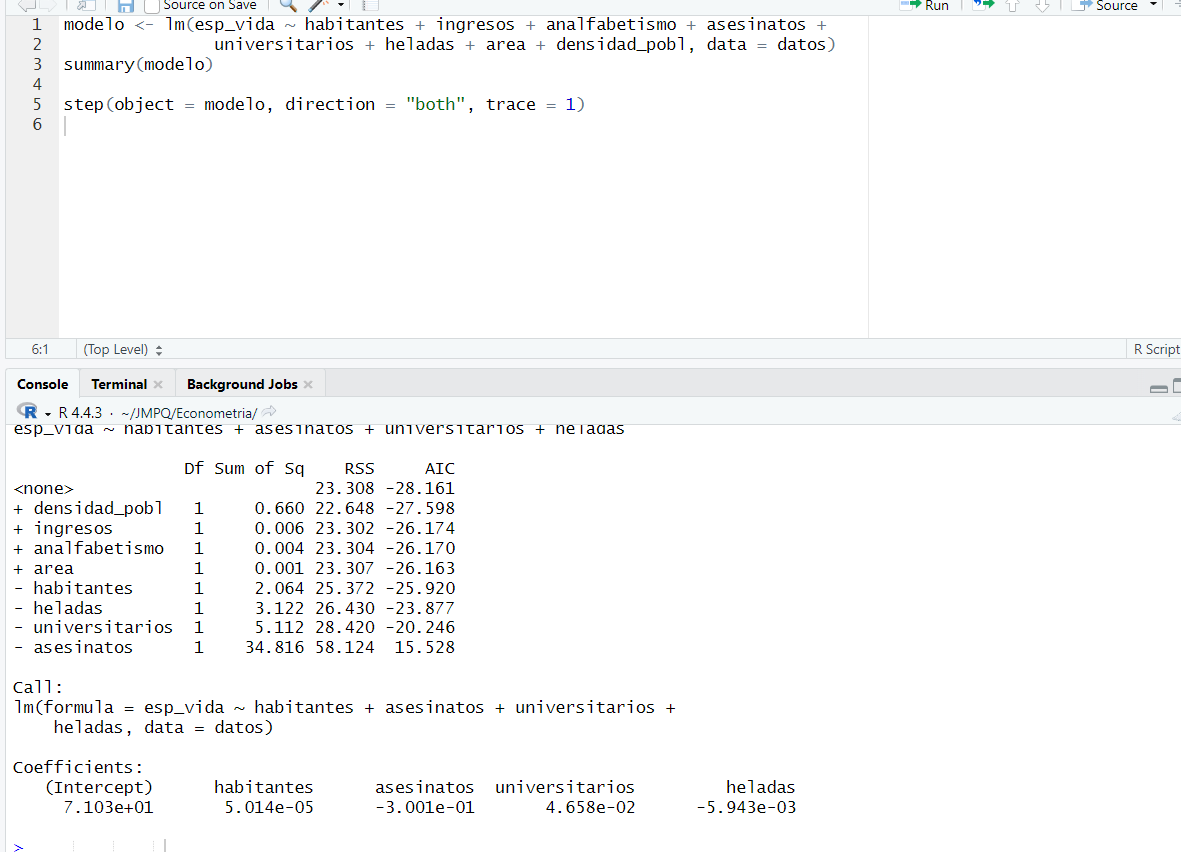 Source on Save Run Source
1 modelo <- lm(esp_vida ~ habitantes + ingresos + analfabetismo + asesinatos +
2 universitarios + heladas + area + densidad_pobl, data = datos)
3 summary(modelo)
4
5 step(object = modelo, direction = "both", trace = 1)
6
6:1 (Top Level) R Script
Console Terminal Background Jobs
R R 4.4.3 · ~/JMPQ/Econometria/
esp_vida ~ habitantes + asesinatos + universitarios + heladas
Df Sum of Sq RSS AIC
<none> 23.308 -28.161
+ densidad_pobl 1 0.660 22.648 -27.598
+ ingresos 1 0.006 23.302 -26.174
+ analfabetismo 1 0.004 23.304 -26.170
+ area 1 0.001 23.307 -26.163
- habitantes 1 2.064 25.372 -25.920
- heladas 1 3.122 26.430 -23.877
- universitarios 1 5.112 28.420 -20.246
- asesinatos 1 34.816 58.124 15.528
Call:
lm(formula = esp_vida ~ habitantes + asesinatos + universitarios +
heladas, data = datos)
Coefficients:
(Intercept) habitantes asesinatos universitarios heladas
7.103e+01 5.014e-05 -3.001e-01 4.658e-02 -5.943e-03
>